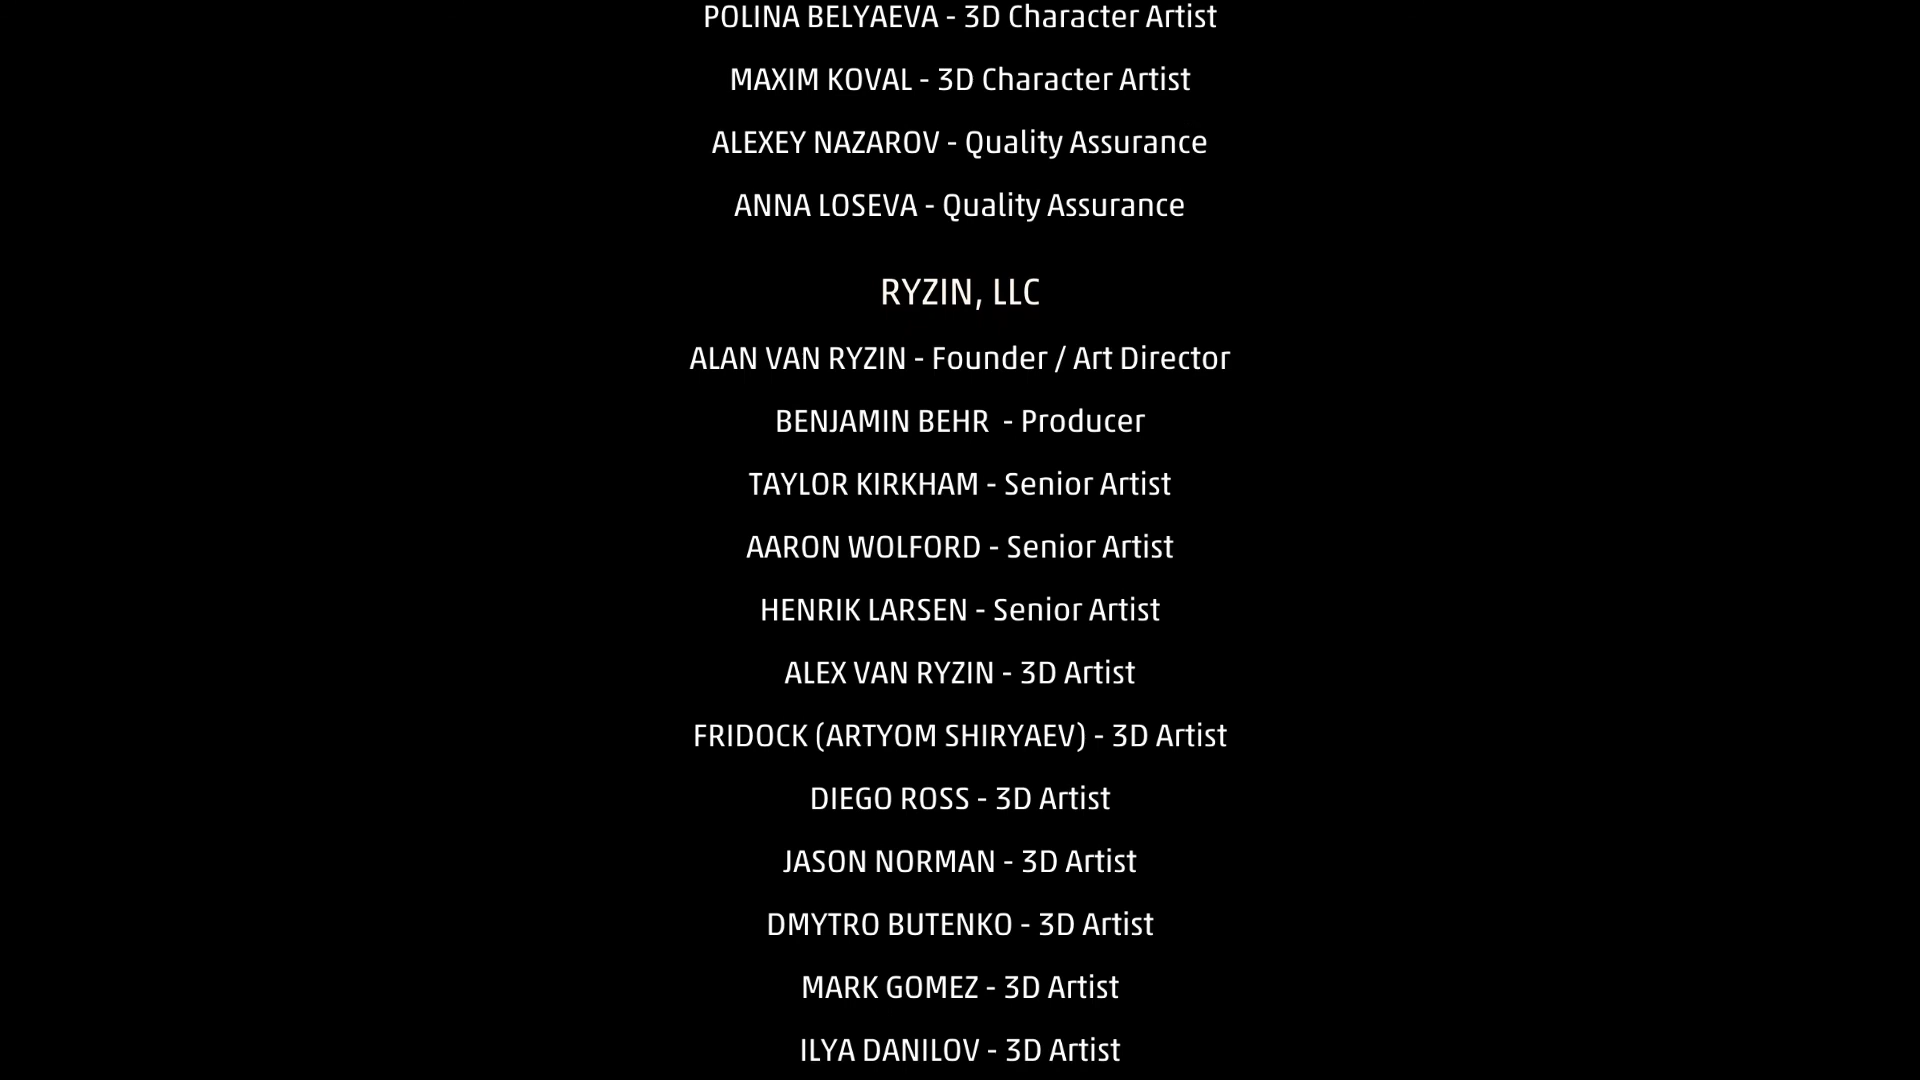 POLINA BELYAEVA - 3D Character Artist
MAXIM KOVAL - 3D Character Artist
ALEXEY NAZAROV - Quality Assurance
ANNA LOSEVA - Quality Assurance
RYZIN, LLC
ALAN VAN RYZIN - Founder / Art Director
BENJAMIN BEHR  - Producer
TAYLOR KIRKHAM - Senior Artist
AARON WOLFORD - Senior Artist
HENRIK LARSEN - Senior Artist
ALEX VAN RYZIN - 3D Artist
FRIDOCK (ARTYOM SHIRYAEV) - 3D Artist
DIEGO ROSS - 3D Artist
JASON NORMAN - 3D Artist
DMYTRO BUTENKO - 3D Artist
MARK GOMEZ - 3D Artist
ILYA DANILOV - 3D Artist